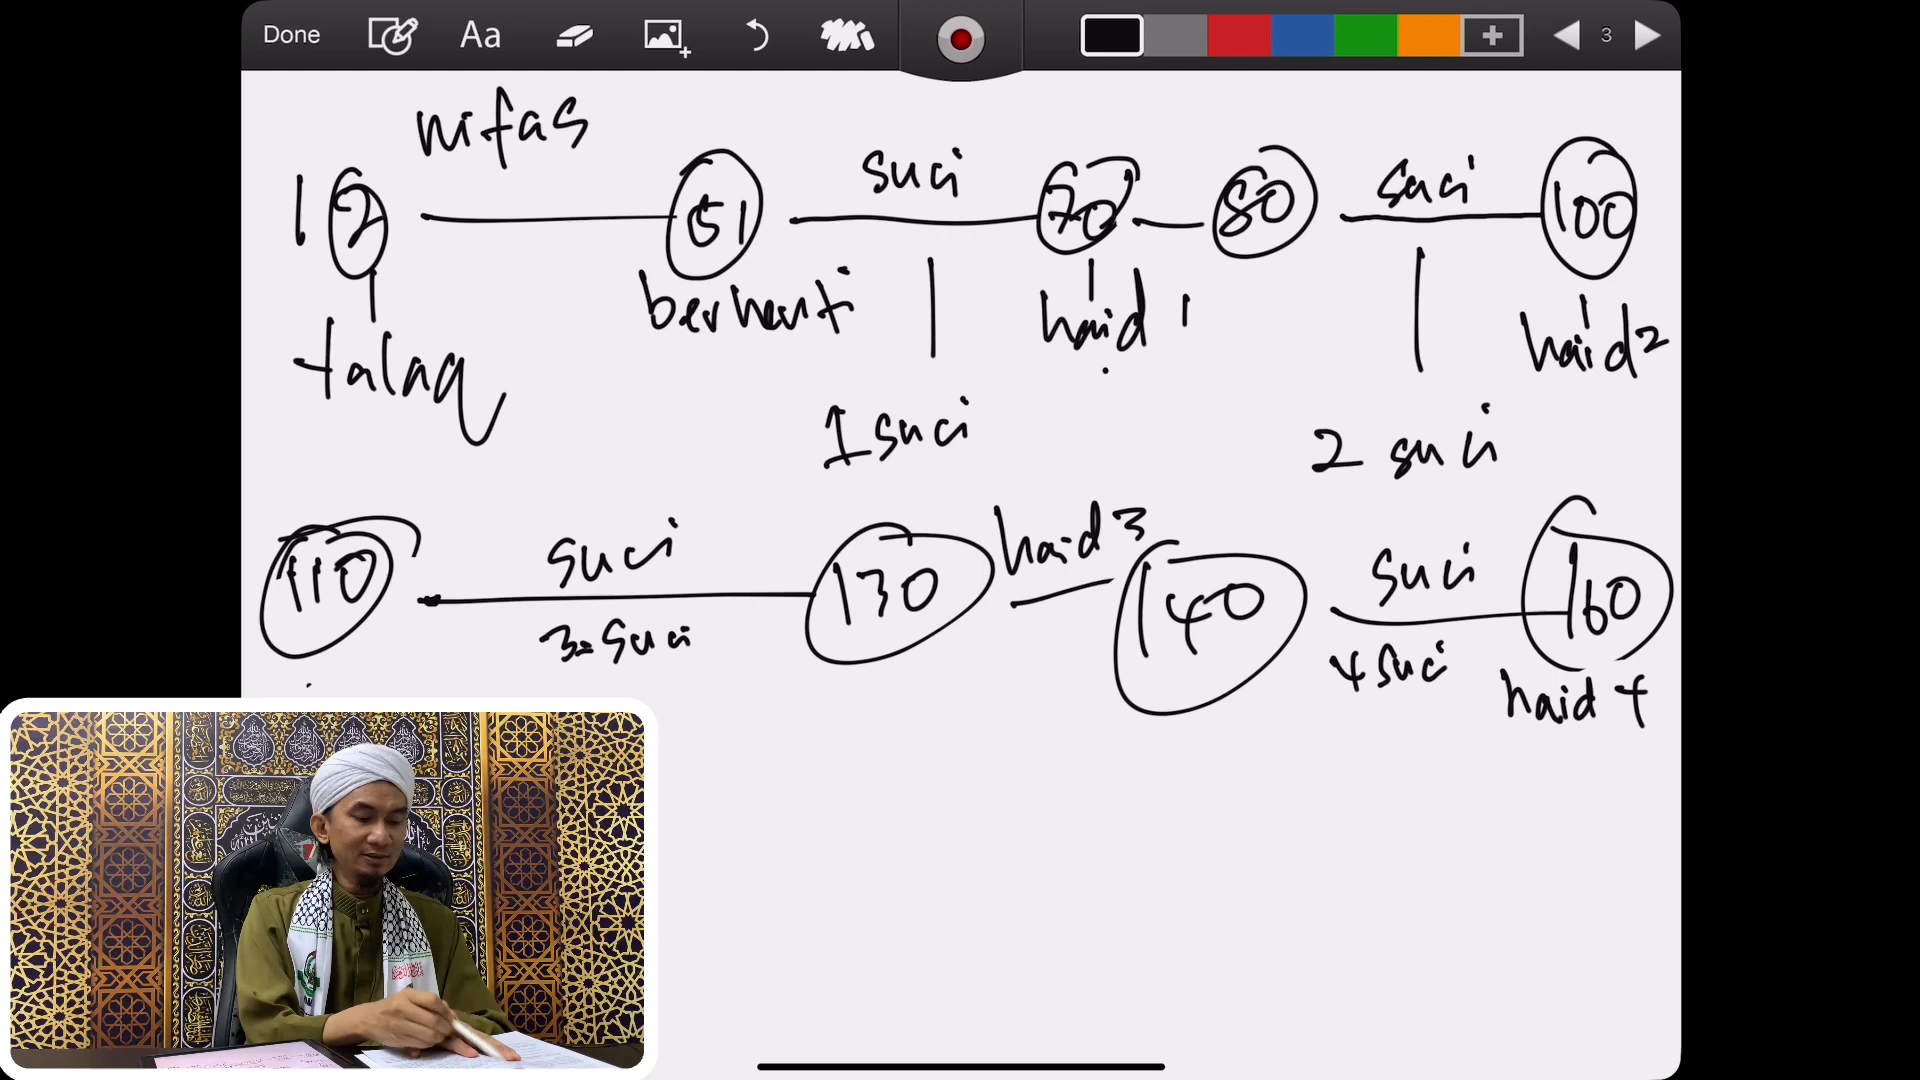 Done Aa 3
nifas
suci
suci
1 2 51 70 80 100
berhenti
haid 1
haid 2
talaq
1 suci
2 suci
haid 3
suci
suci
110 130 140 160
3 suci
4 suci
haid 4